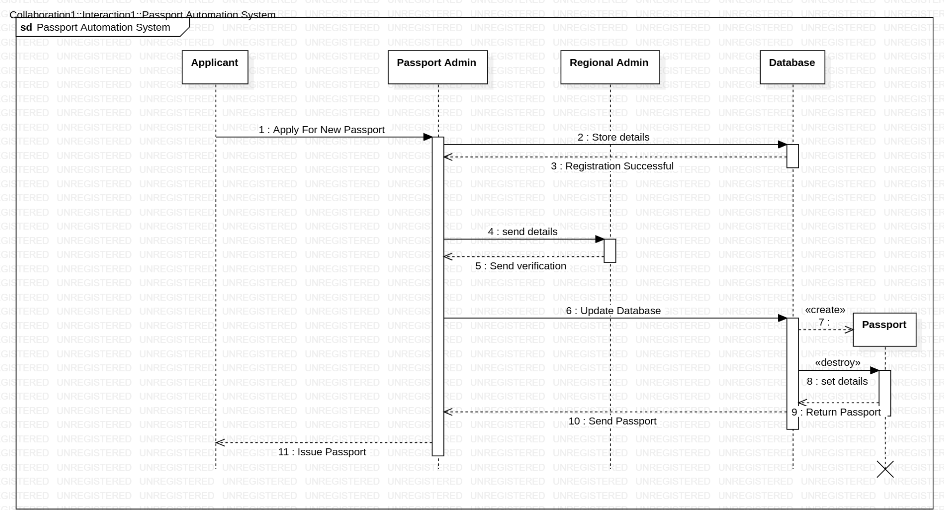 Collaboration1::Interaction1::Passport Automation System
sd Passport Automation System
Applicant
Passport Admin
Regional Admin
Database
1 : Apply For New Passport
2 : Store details
3 : Registration Successful
4 : send details
5 : Send verification
6 : Update Database
«create»
7 :
Passport
«destroy»
8 : set details
9 : Return Passport
10 : Send Passport
11 : Issue Passport
UNREGISTERED